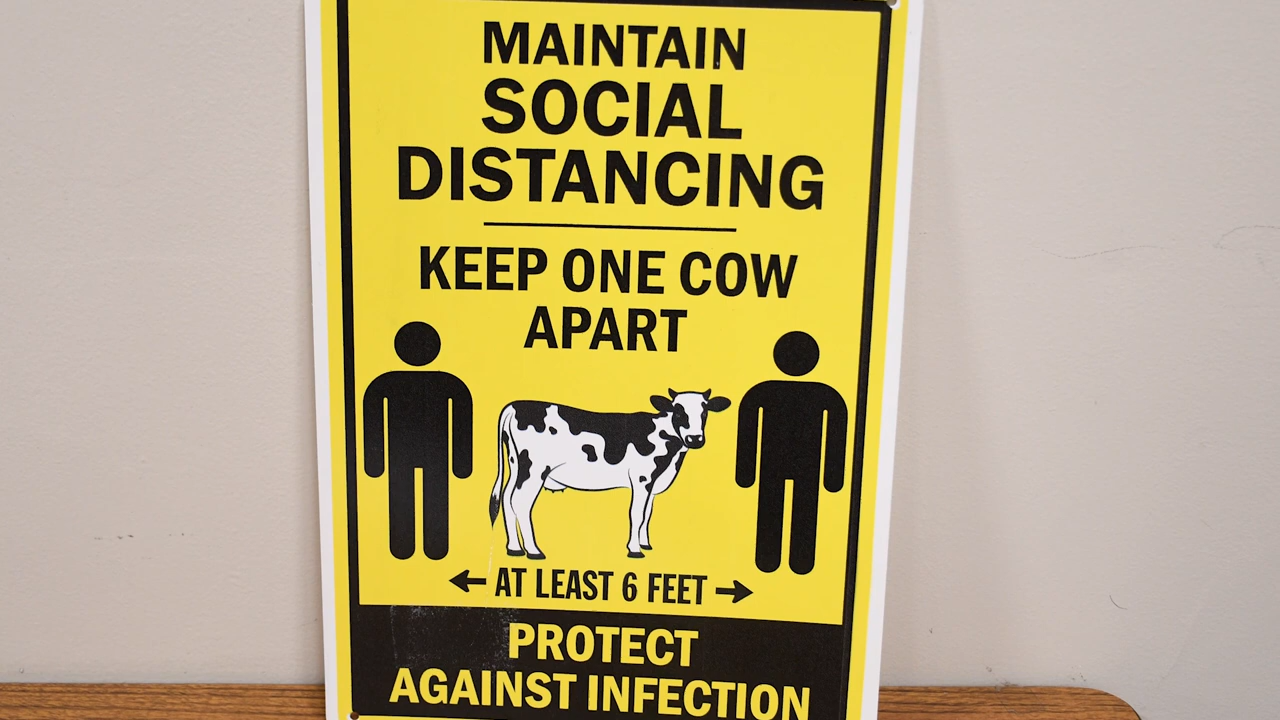 MAINTAIN
SOCIAL
DISTANCING
KEEP ONE COW
APART
AT LEAST 6 FEET
PROTECT
AGAINST INFECTION